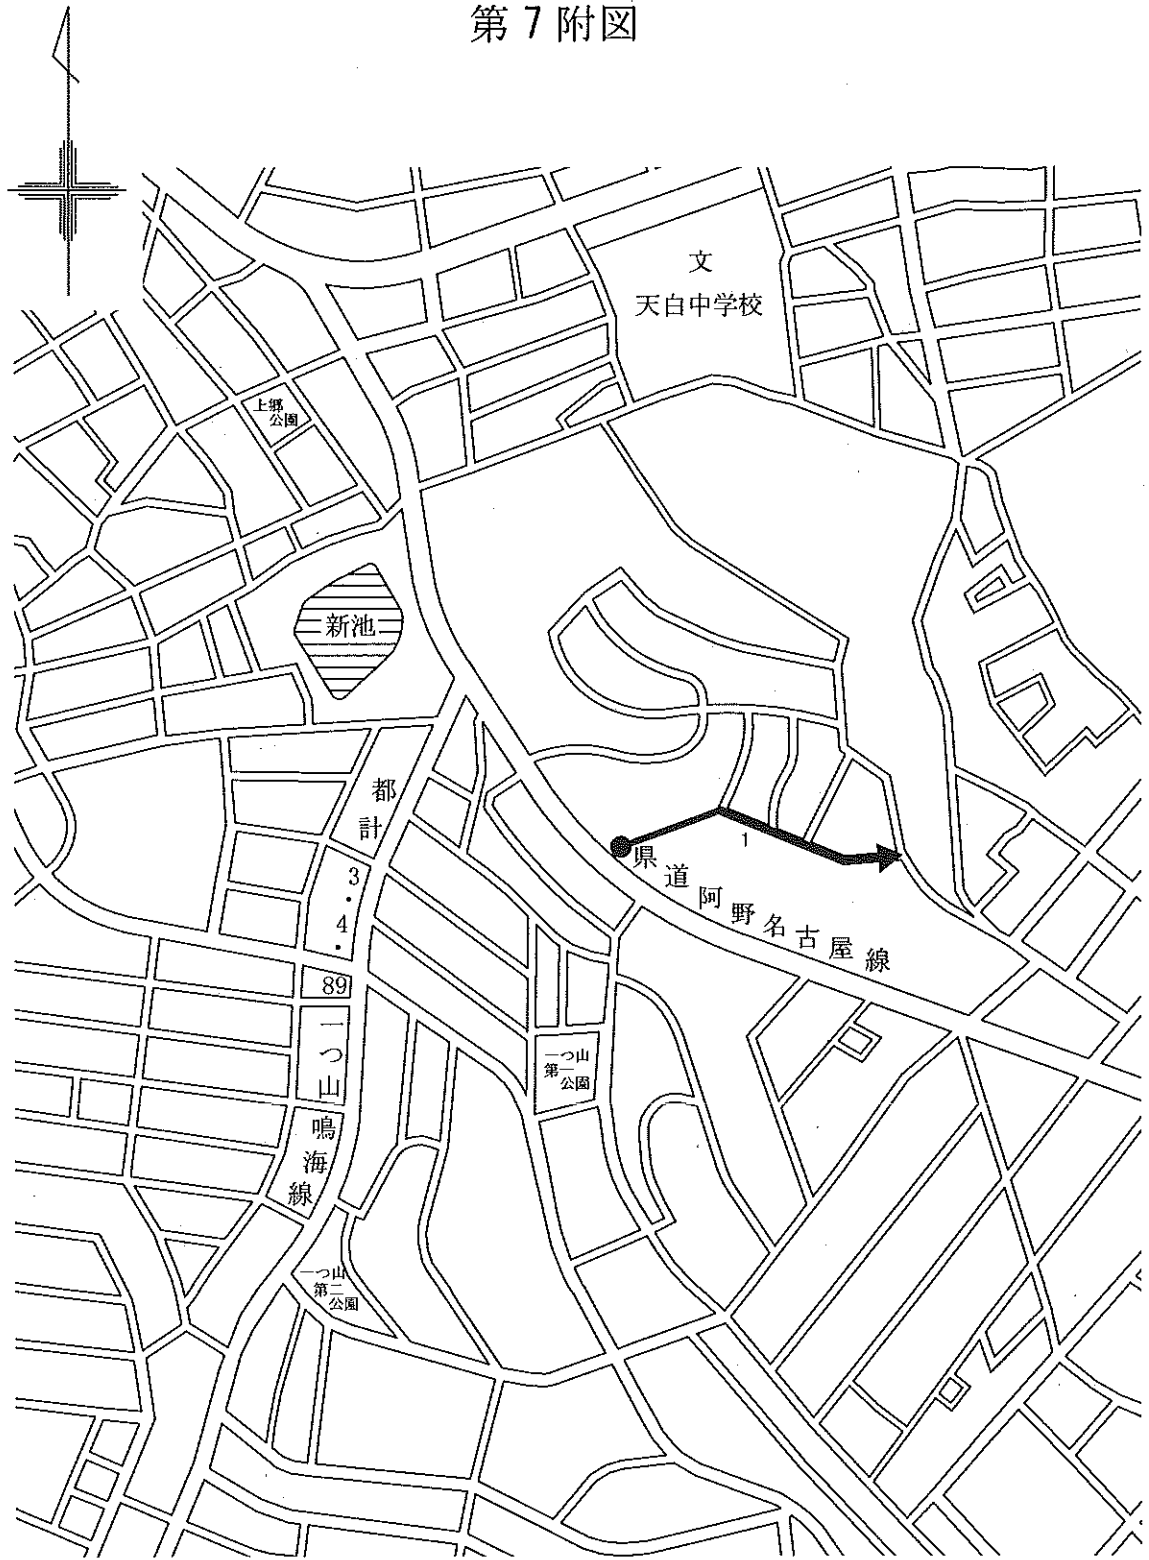 第7附図
文
天白中学校
上郷
公園
新池
都計3・4・89一つ山鳴海線
1
県道阿野名古屋線
一つ山
第一
公園
一つ山
第二
公園